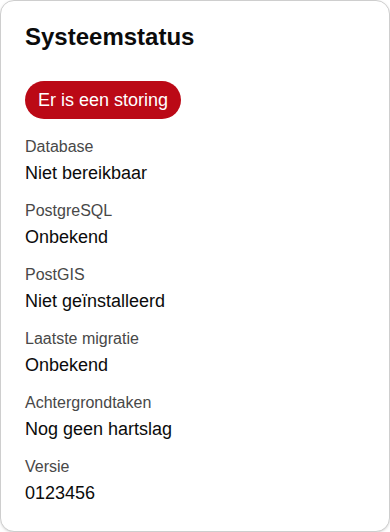 Systeemstatus
Er is een storing
Database
Niet bereikbaar
PostgreSQL
Onbekend
PostGIS
Niet geïnstalleerd
Laatste migratie
Onbekend
Achtergrondtaken
Nog geen hartslag
Versie
0123456